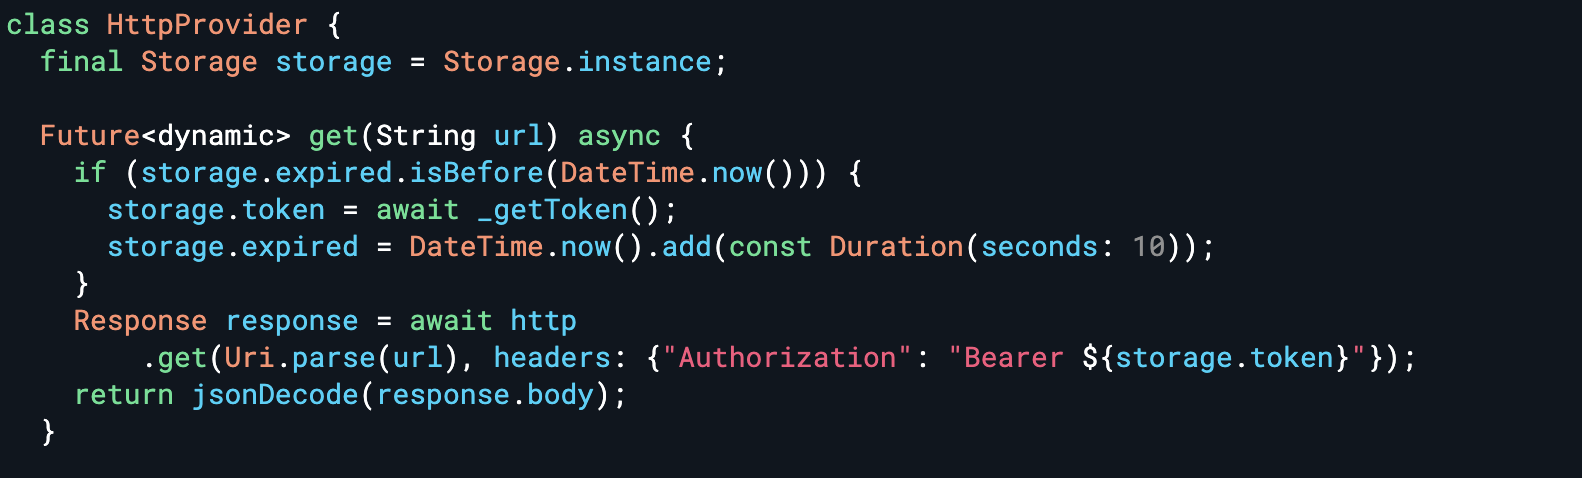 class HttpProvider {
  final Storage storage = Storage.instance;

  Future<dynamic> get(String url) async {
    if (storage.expired.isBefore(DateTime.now())) {
      storage.token = await _getToken();
      storage.expired = DateTime.now().add(const Duration(seconds: 10));
    }
    Response response = await http
        .get(Uri.parse(url), headers: {"Authorization": "Bearer ${storage.token}"});
    return jsonDecode(response.body);
  }